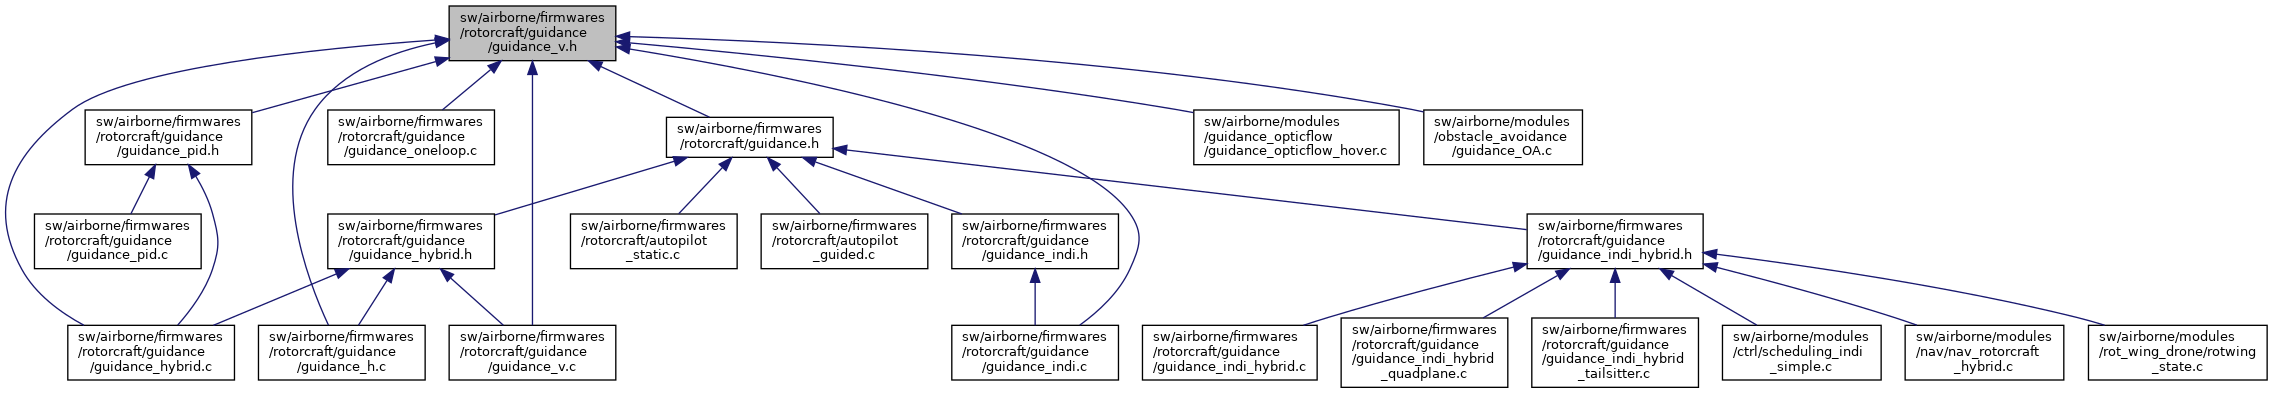 sw/airborne/firmwares
/rotorcraft/guidance
/guidance_v.h
sw/airborne/firmwares
/rotorcraft/guidance
/guidance_pid.h
sw/airborne/firmwares
/rotorcraft/guidance
/guidance_oneloop.c
sw/airborne/firmwares
/rotorcraft/guidance.h
sw/airborne/modules
/guidance_opticflow
/guidance_opticflow_hover.c
sw/airborne/modules
/obstacle_avoidance
/guidance_OA.c
sw/airborne/firmwares
/rotorcraft/guidance
/guidance_pid.c
sw/airborne/firmwares
/rotorcraft/guidance
/guidance_hybrid.h
sw/airborne/firmwares
/rotorcraft/autopilot
_static.c
sw/airborne/firmwares
/rotorcraft/autopilot
_guided.c
sw/airborne/firmwares
/rotorcraft/guidance
/guidance_indi.h
sw/airborne/firmwares
/rotorcraft/guidance
/guidance_indi_hybrid.h
sw/airborne/firmwares
/rotorcraft/guidance
/guidance_hybrid.c
sw/airborne/firmwares
/rotorcraft/guidance
/guidance_h.c
sw/airborne/firmwares
/rotorcraft/guidance
/guidance_v.c
sw/airborne/firmwares
/rotorcraft/guidance
/guidance_indi.c
sw/airborne/firmwares
/rotorcraft/guidance
/guidance_indi_hybrid.c
sw/airborne/firmwares
/rotorcraft/guidance
/guidance_indi_hybrid
_quadplane.c
sw/airborne/firmwares
/rotorcraft/guidance
/guidance_indi_hybrid
_tailsitter.c
sw/airborne/modules
/ctrl/scheduling_indi
_simple.c
sw/airborne/modules
/nav/nav_rotorcraft
_hybrid.c
sw/airborne/modules
/rot_wing_drone/rotwing
_state.c